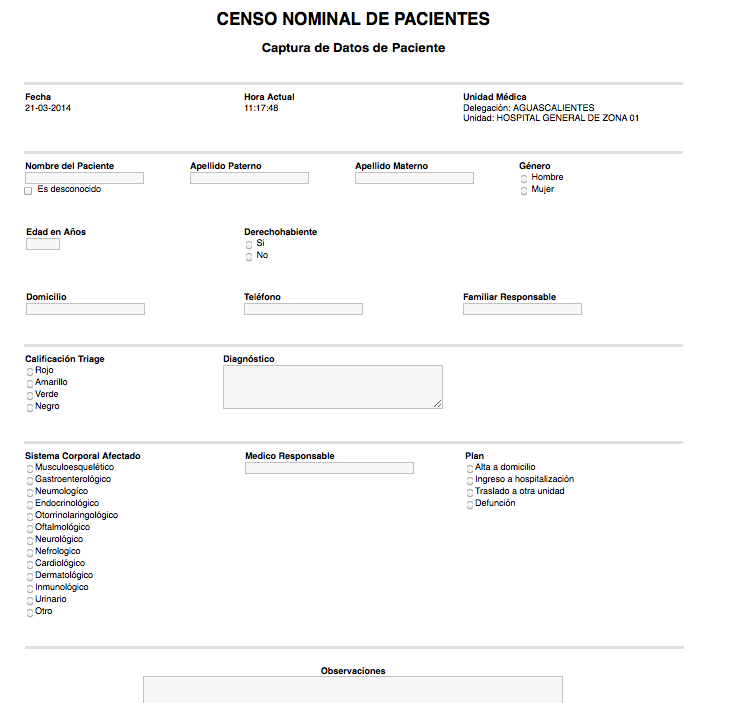 CENSO NOMINAL DE PACIENTES
Captura de Datos de Paciente
Fecha
21-03-2014
Hora Actual
11:17:48
Unidad Médica
Delegación: AGUASCALIENTES
Unidad: HOSPITAL GENERAL DE ZONA 01
Nombre del Paciente
Es desconocido
Apellido Paterno
Apellido Materno
Género
Hombre
Mujer
Edad en Años
Derechohabiente
Si
No
Domicilio
Teléfono
Familiar Responsable
Calificación Triage
Rojo
Amarillo
Verde
Negro
Diagnóstico
Sistema Corporal Afectado
Musculoesquelético
Gastroenterológico
Neumologíco
Endocrinológico
Otorrinolaringológico
Oftalmológico
Neurológico
Nefrologico
Cardiológico
Dermatológico
Inmunológico
Urinario
Otro
Medico Responsable
Plan
Alta a domicilio
Ingreso a hospitalización
Traslado a otra unidad
Defunción
Observaciones